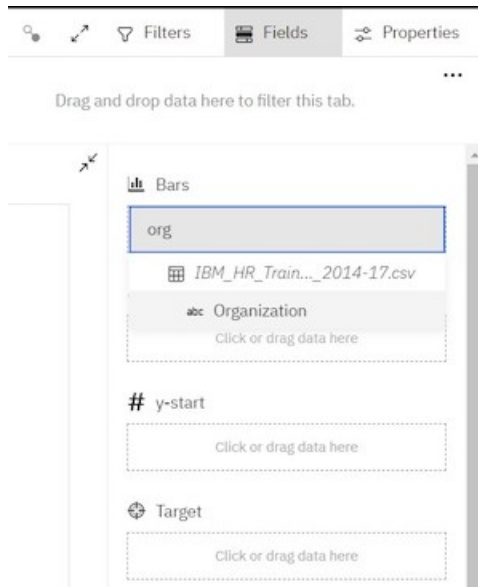 Filters Fields Properties
Drag and drop data here to filter this tab.
Bars
org
IBM_HR_Train..._2014-17.csv
abc Organization
Click or drag data here
# y-start
Click or drag data here
Target
Click or drag data here